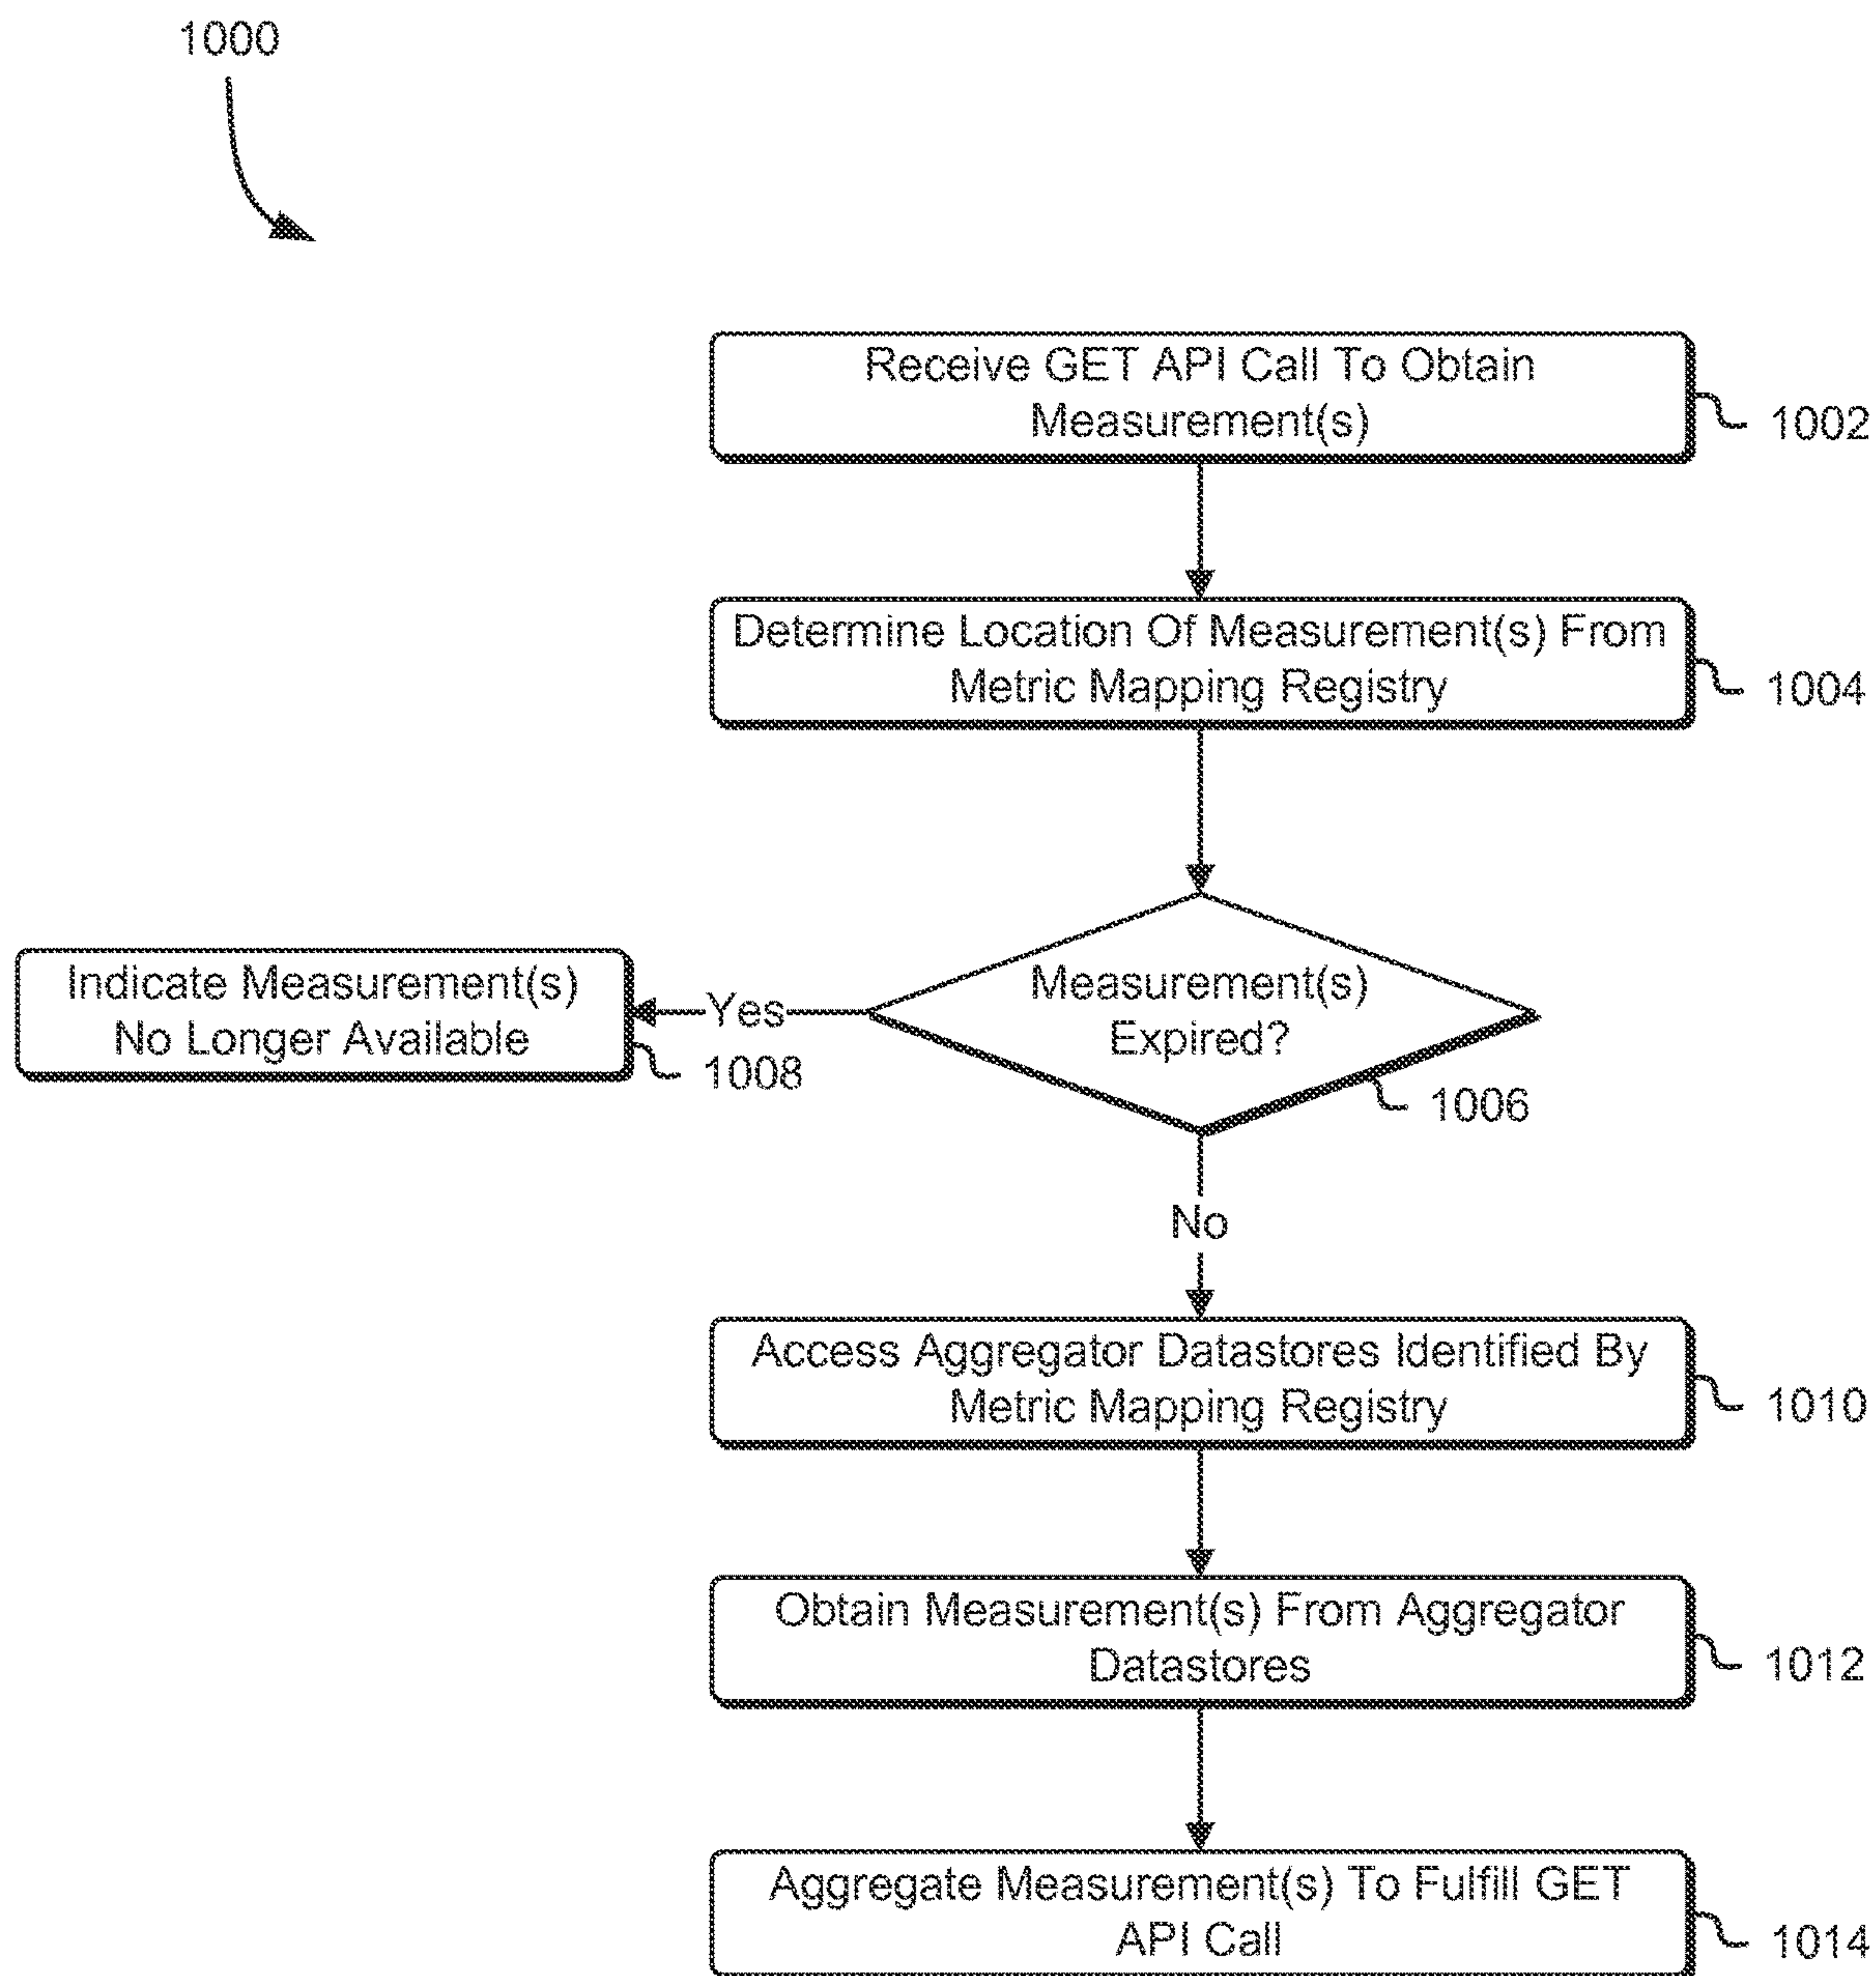 1000
Receive GET API Call To Obtain
Measurement(s)
1002
Determine Location Of Measurement(s) From
Metric Mapping Registry
1004
Measurement(s)
Expired?
1006
Yes
Indicate Measurement(s)
No Longer Available
1008
No
Access Aggregator Datastores Identified By
Metric Mapping Registry
1010
Obtain Measurement(s) From Aggregator
Datastores
1012
Aggregate Measurement(s) To Fulfill GET
API Call
1014